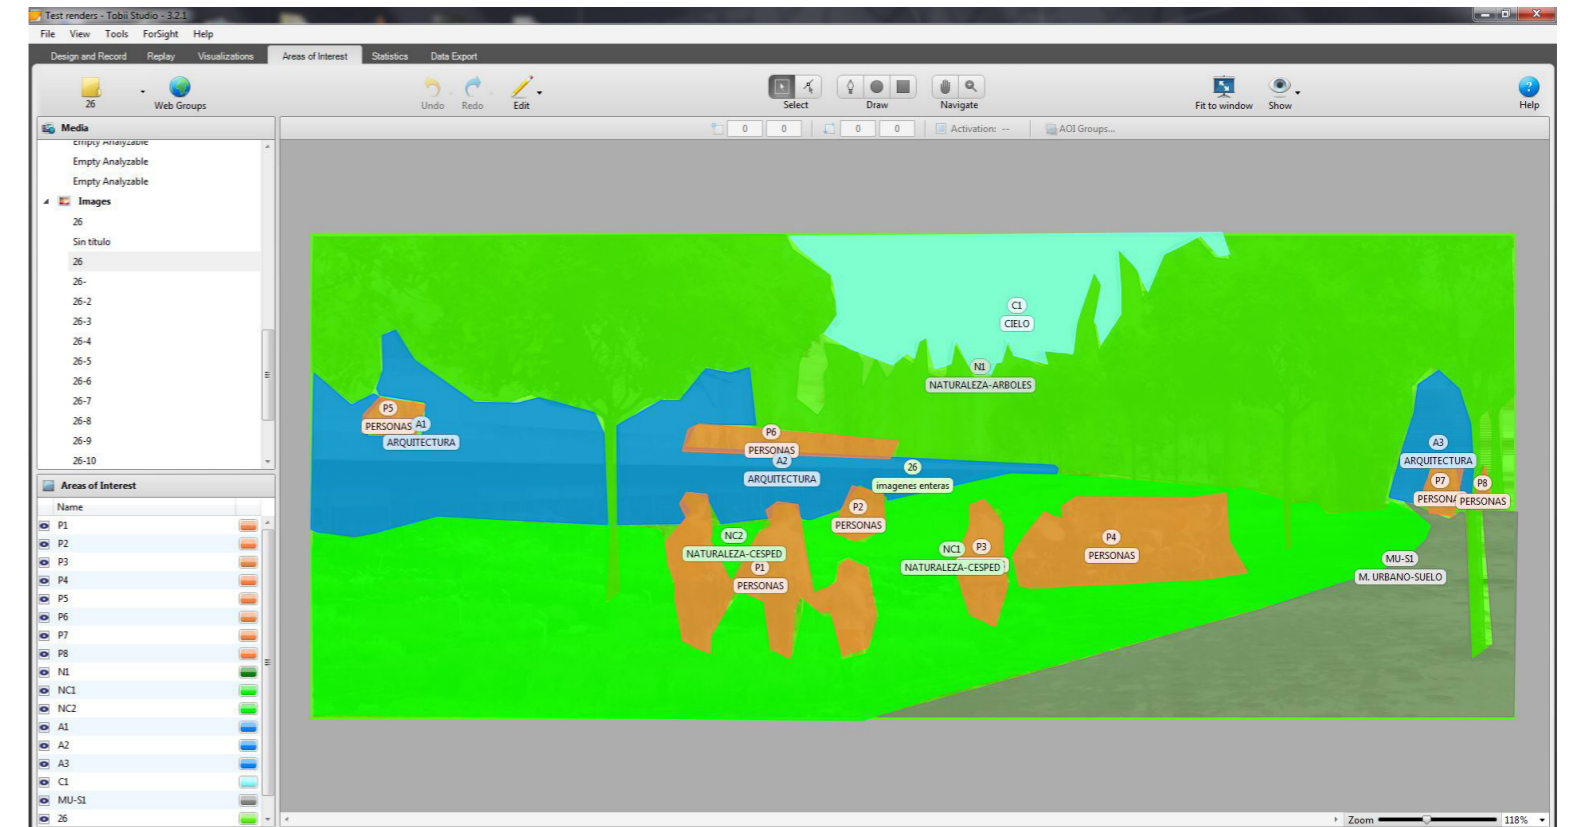 Test renders - Tobii Studio - 3.2.1
File View Tools ForSight Help
Design and Record Replay Visualizations Areas of Interest Statistics Data Export
26 Web Groups Undo Redo Edit Select Draw Navigate Fit to window Show Help
Media
0 0 0 0 Activation: -- AOI Groups...
Empty Analyzable
Empty Analyzable
Empty Analyzable
Images
26
Sin título
26
26-
26-2
26-3
26-4
26-5
26-6
26-7
26-8
26-9
26-10
Areas of Interest
Name
P1
P2
P3
P4
P5
P6
P7
P8
N1
NC1
NC2
A1
A2
A3
C1
MU-S1
26
C1
CIELO
N1
NATURALEZA-ARBOLES
P5
PERSONAS
A1
ARQUITECTURA
P6
PERSONAS
A2
ARQUITECTURA
26
imagenes enteras
A3
ARQUITECTURA
P7
PERSONA
P8
PERSONAS
P2
PERSONAS
NC2
NATURALEZA-CESPED
P1
PERSONAS
NC1
NATURALEZA-CESPED
P3
P4
PERSONAS
MU-S1
M. URBANO-SUELO
Zoom 118%